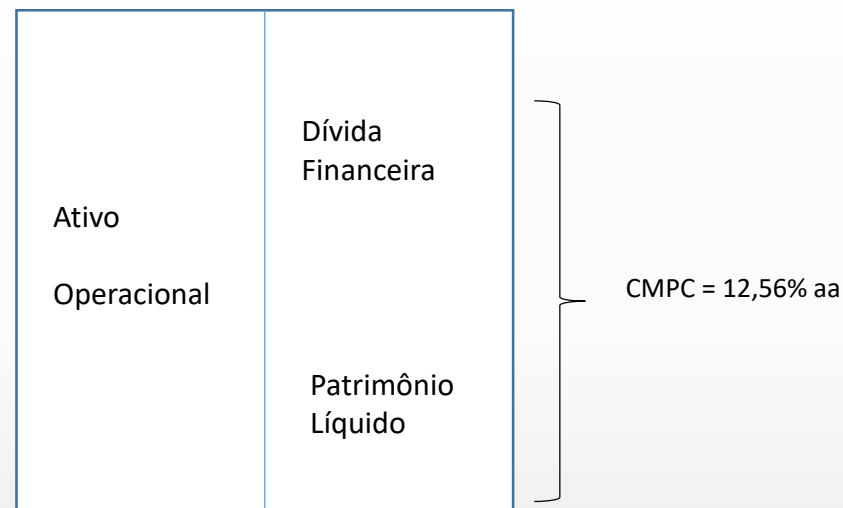 Ativo
Operacional
Dívida
Financeira
Patrimônio
Líquido
CMPC = 12,56% aa